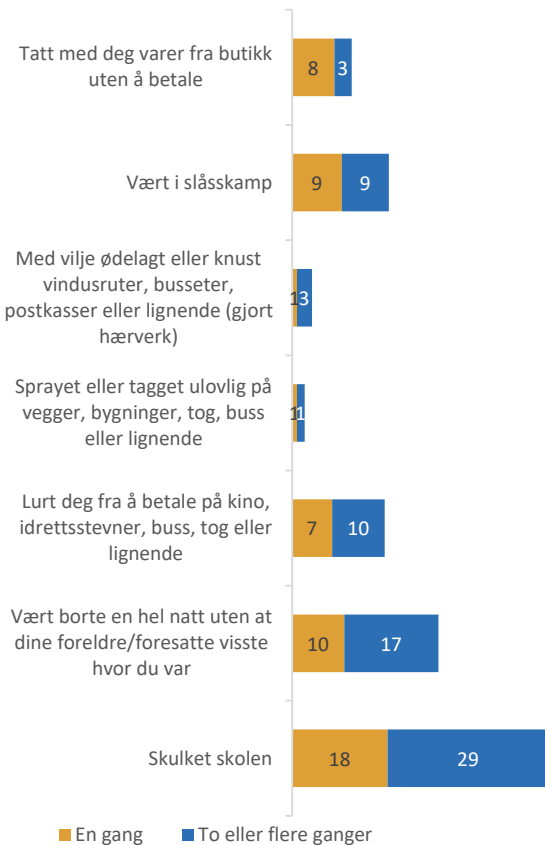 Tatt med deg varer fra butikk
uten å betale
8 3
Vært i slåsskamp
9 9
Med vilje ødelagt eller knust
vindusruter, busseter,
postkasser eller lignende (gjort
hærverk)
1 3
Sprayet eller tagget ulovlig på
vegger, bygninger, tog, buss
eller lignende
1 1
Lurt deg fra å betale på kino,
idrettsstevner, buss, tog eller
lignende
7 10
Vært borte en hel natt uten at
dine foreldre/foresatte visste
hvor du var
10 17
Skulket skolen
18 29
En gang To eller flere ganger